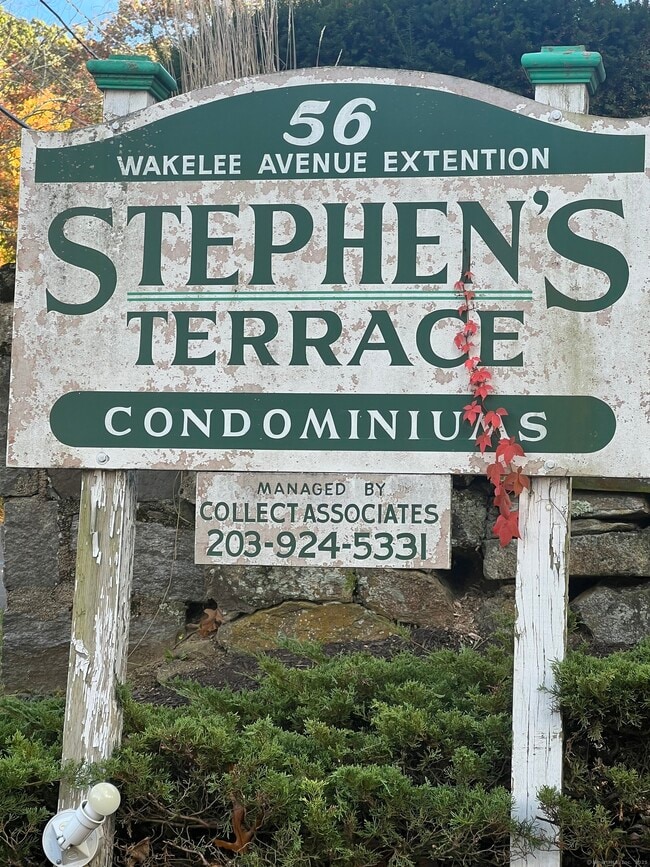 56
WAKELEE AVENUE EXTENTION
STEPHEN'S
TERRACE
CONDOMINIUMS
MANAGED BY
COLLECT ASSOCIATES
203-924-5331